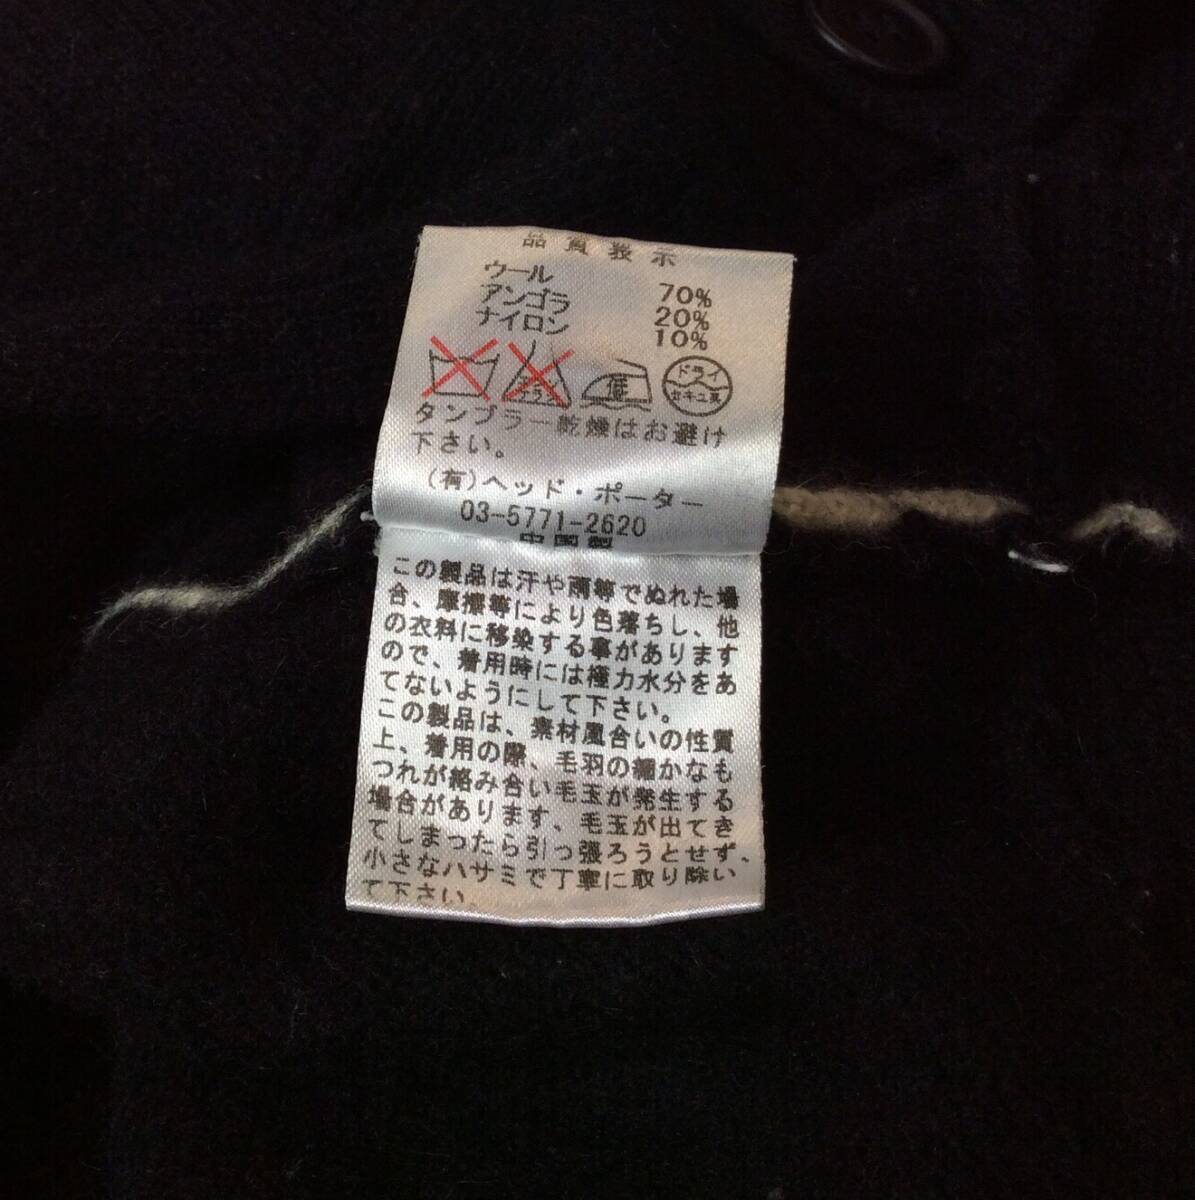 品質表示
ウール 70%
アンゴラ 20%
ナイロン 10%
低
ドライ
セキユ系
タンブラー乾燥はお避け
下さい。
(有)ヘッド・ポーター
03-5771-2620
中国製
この製品は汗や雨等でぬれた場
合、摩擦等により色落ちし、他
の衣料に移染する事があります
ので、着用時には極力水分をあ
てないようにして下さい。
この製品は、素材風合いの性質
上、着用の際、毛羽の細かなも
つれが絡み合い毛玉が発生する
場合があります、毛玉が出てき
てしまったら引っ張ろうとせず、
小さなハサミで丁寧に取り除い
て下さい。